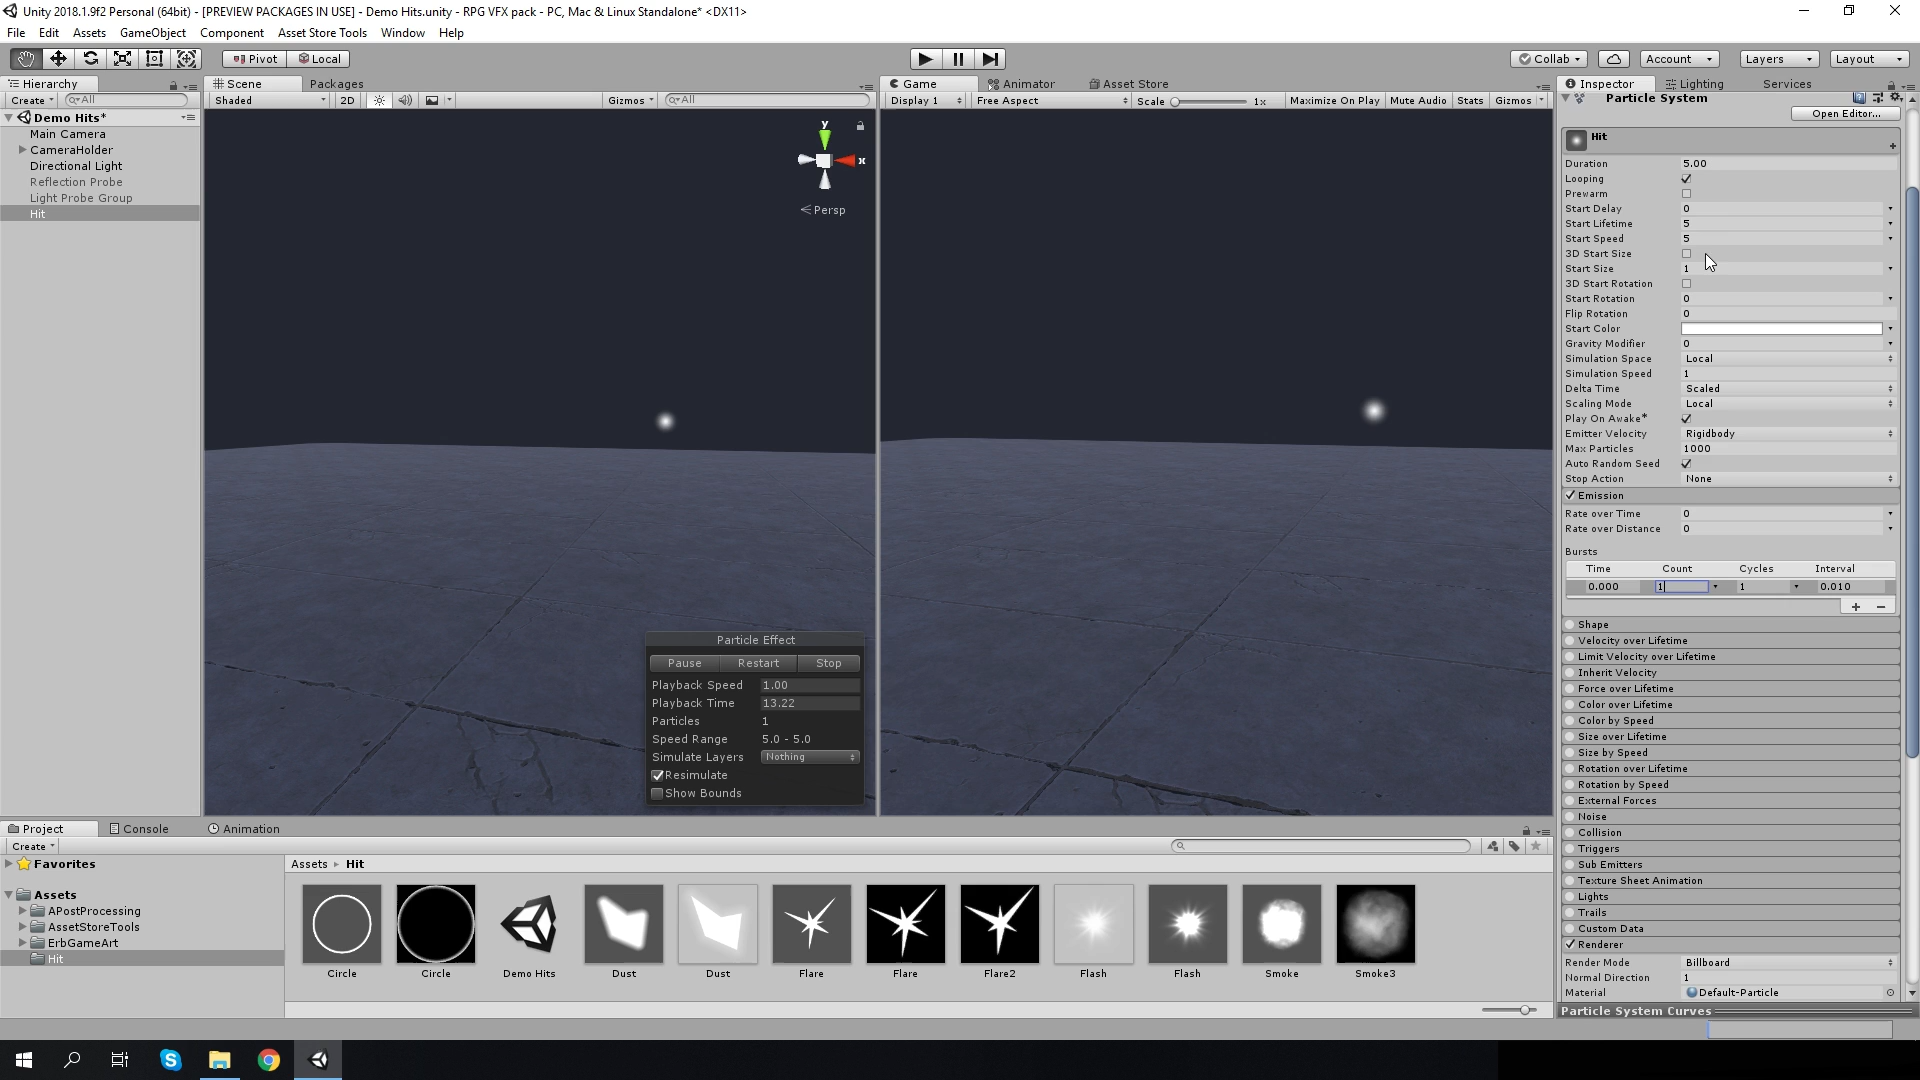 Unity 2018.1.9f2 Personal (64bit) - [PREVIEW PACKAGES IN USE] - Demo Hits.unity - RPG VFX pack - PC, Mac & Linux Standalone* <DX11>
File Edit Assets GameObject Component Asset Store Tools Window Help
Pivot Local
Collab Account Layers Layout
Hierarchy
Create All
Demo Hits*
Main Camera
CameraHolder
Directional Light
Reflection Probe
Light Probe Group
Hit
Scene Packages
Shaded 2D Gizmos All
y
x
Persp
Particle Effect
Pause Restart Stop
Playback Speed 1.00
Playback Time 13.22
Particles 1
Speed Range 5.0 - 5.0
Simulate Layers Nothing
Resimulate
Show Bounds
Game Animator Asset Store
Display 1 Free Aspect Scale 1x Maximize On Play Mute Audio Stats Gizmos
Inspector Lighting Services
Particle System
Open Editor...
Hit
Duration 5.00
Looping
Prewarm
Start Delay 0
Start Lifetime 5
Start Speed 5
3D Start Size
Start Size 1
3D Start Rotation
Start Rotation 0
Flip Rotation 0
Start Color
Gravity Modifier 0
Simulation Space Local
Simulation Speed 1
Delta Time Scaled
Scaling Mode Local
Play On Awake*
Emitter Velocity Rigidbody
Max Particles 1000
Auto Random Seed
Stop Action None
Emission
Rate over Time 0
Rate over Distance 0
Bursts
Time Count Cycles Interval
0.000 1 1 0.010
Shape
Velocity over Lifetime
Limit Velocity over Lifetime
Inherit Velocity
Force over Lifetime
Color over Lifetime
Color by Speed
Size over Lifetime
Size by Speed
Rotation over Lifetime
Rotation by Speed
External Forces
Noise
Collision
Triggers
Sub Emitters
Texture Sheet Animation
Lights
Trails
Custom Data
Renderer
Render Mode Billboard
Normal Direction 1
Material Default-Particle
Particle System Curves
Project Console Animation
Create
Favorites
Assets
APostProcessing
AssetStoreTools
ErbGameArt
Hit
Assets Hit
Circle Circle Demo Hits Dust Dust Flare Flare Flare2 Flash Flash Smoke Smoke3